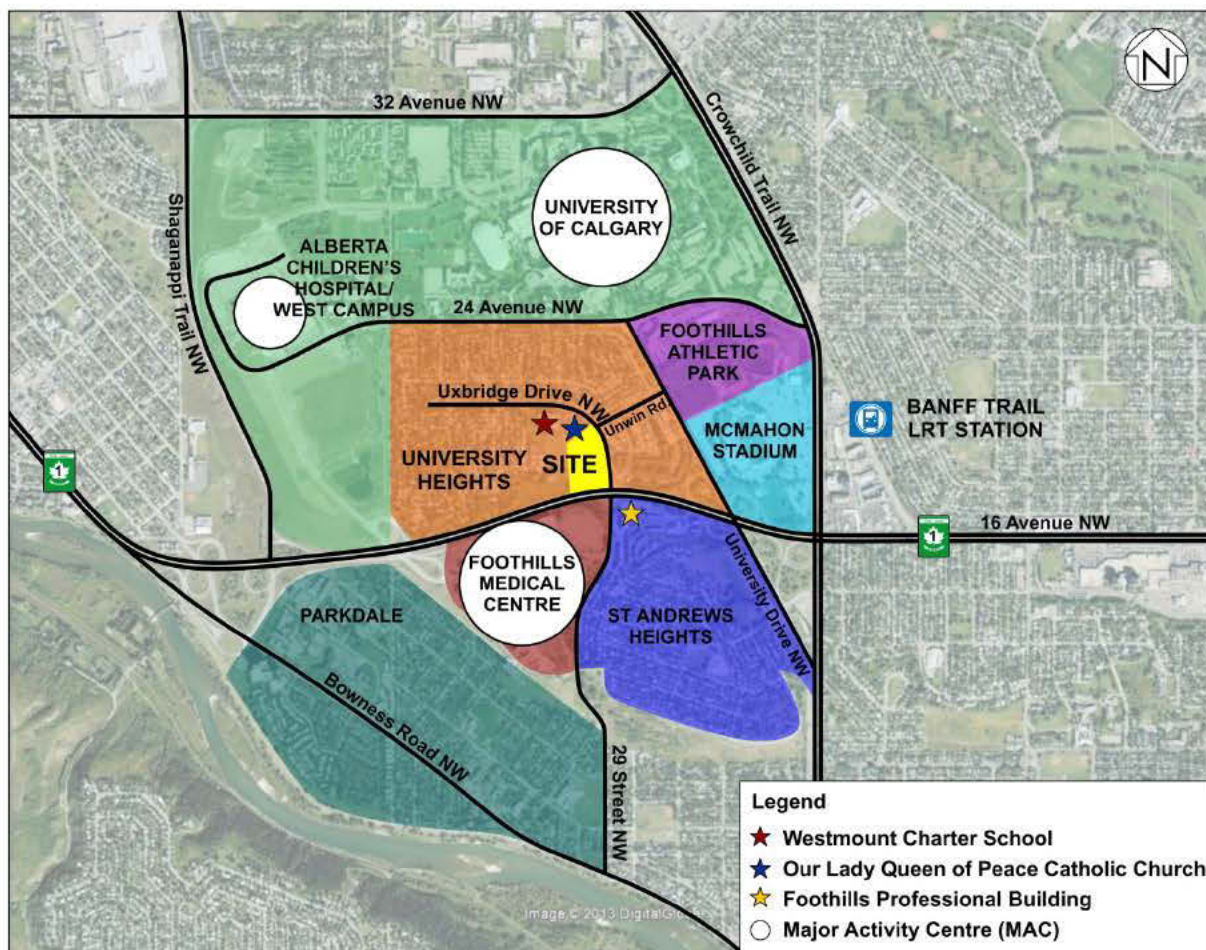 N
32 Avenue NW
Crowchild Trail NW
Shaganappi Trail NW
UNIVERSITY
OF CALGARY
ALBERTA
CHILDREN'S
HOSPITAL/
WEST CAMPUS
24 Avenue NW
FOOTHILLS
ATHLETIC
PARK
Uxbridge Drive NW
Unwin Rd
BANFF TRAIL
LRT STATION
MCMAHON
STADIUM
UNIVERSITY
HEIGHTS
SITE
1
16 Avenue NW
1
FOOTHILLS
MEDICAL
CENTRE
University Drive NW
PARKDALE
ST ANDREWS
HEIGHTS
Bowness Road NW
29 Street NW
Legend
Westmount Charter School
Our Lady Queen of Peace Catholic Church
Foothills Professional Building
Major Activity Centre (MAC)
Image © 2013